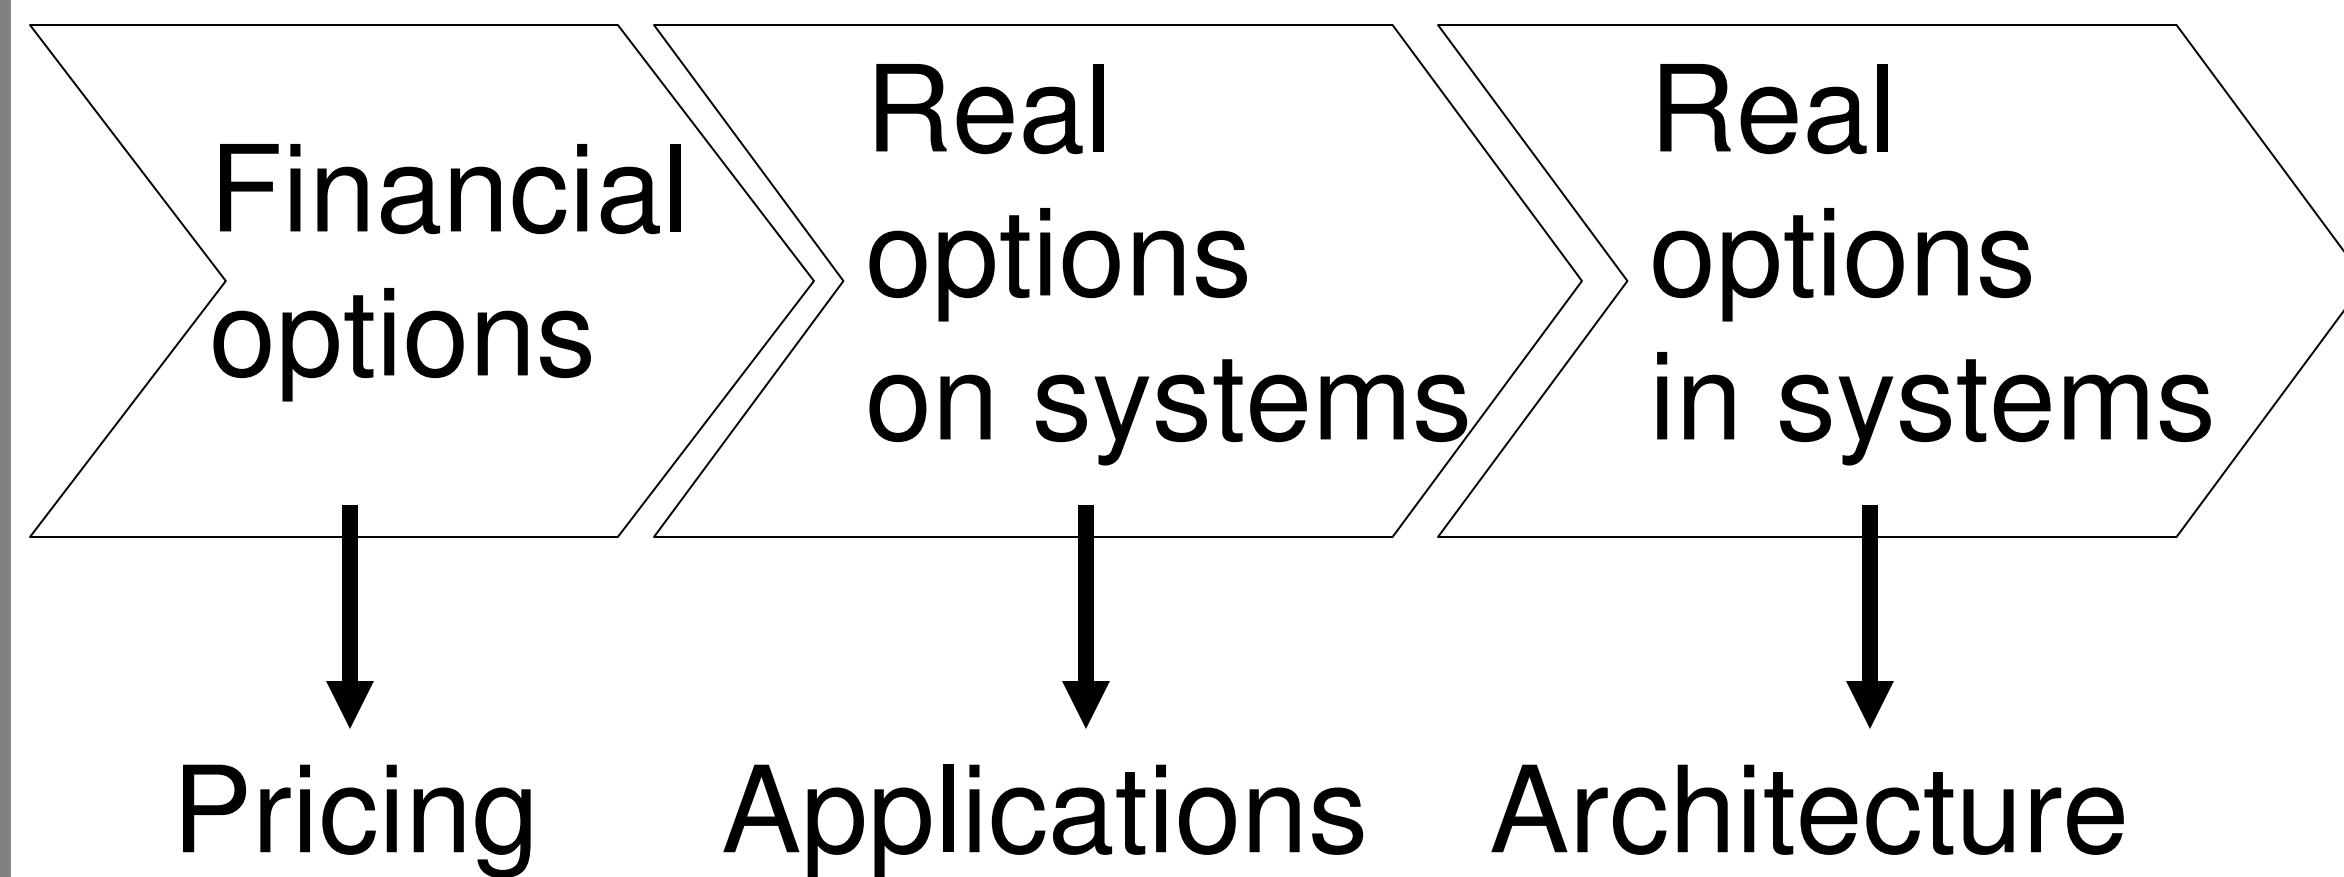 Financial
options
Real
options
on systems
Real
options
in systems
Pricing
Applications
Architecture